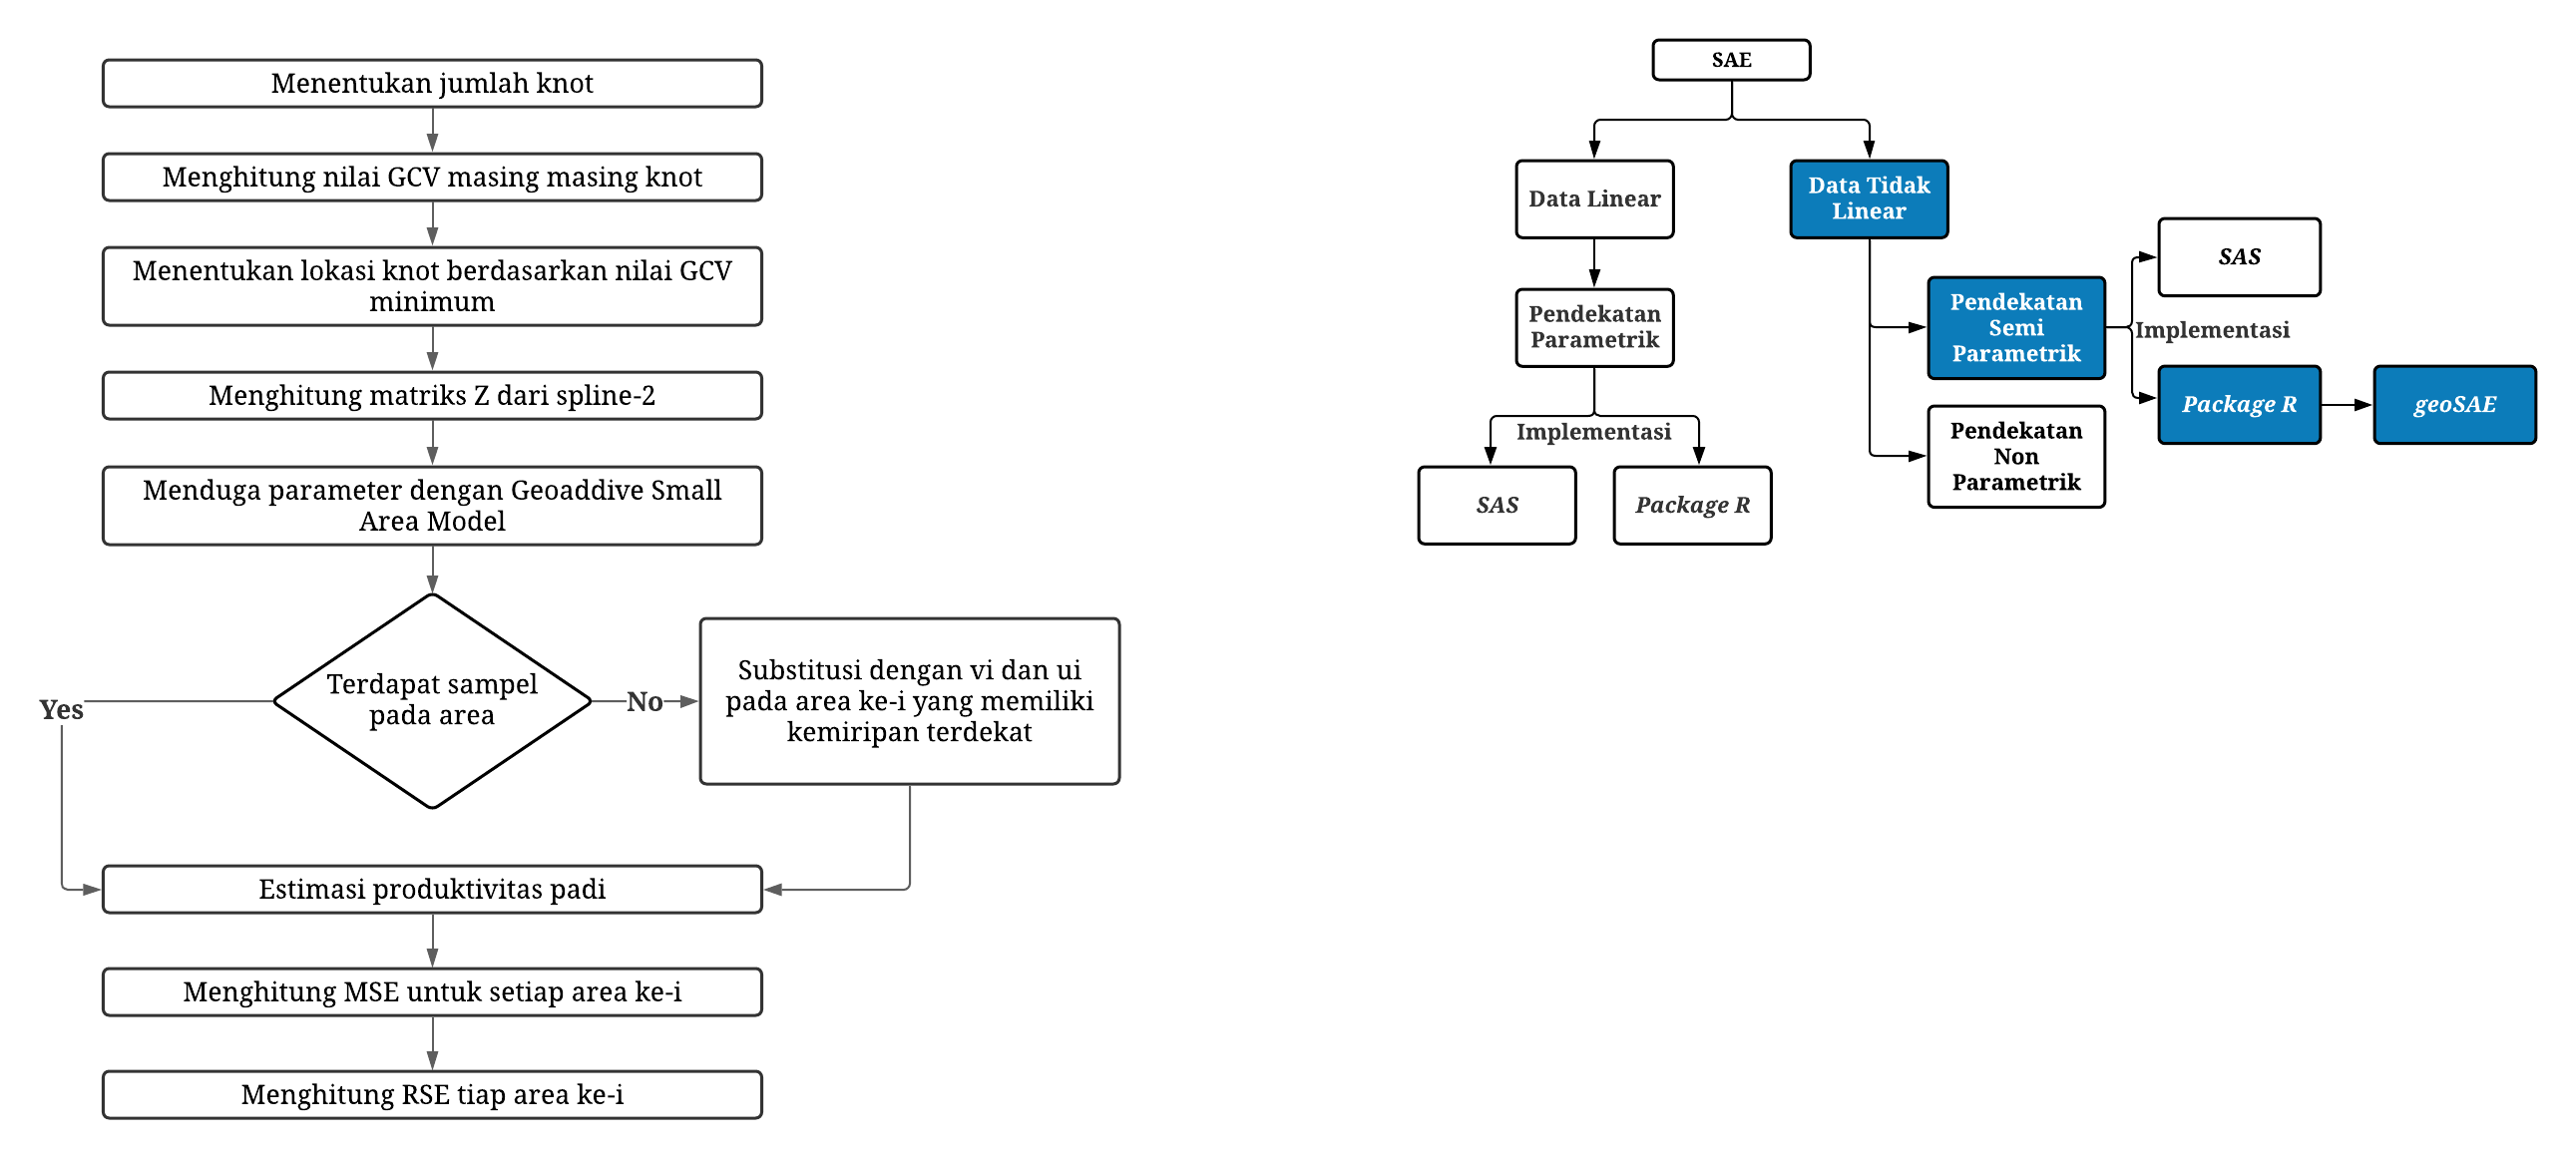 Menentukan jumlah knot
Menghitung nilai GCV masing masing knot
Menentukan lokasi knot berdasarkan nilai GCV
minimum
Menghitung matriks Z dari spline-2
Menduga parameter dengan Geoaddive Small
Area Model
Terdapat sampel
pada area
Yes
No
Substitusi dengan vi dan ui
pada area ke-i yang memiliki
kemiripan terdekat
Estimasi produktivitas padi
Menghitung MSE untuk setiap area ke-i
Menghitung RSE tiap area ke-i
SAE
Data Linear
Pendekatan
Parametrik
Implementasi
SAS
Package R
Data Tidak
Linear
Pendekatan
Semi
Parametrik
Implementasi
SAS
Package R
geoSAE
Pendekatan
Non
Parametrik